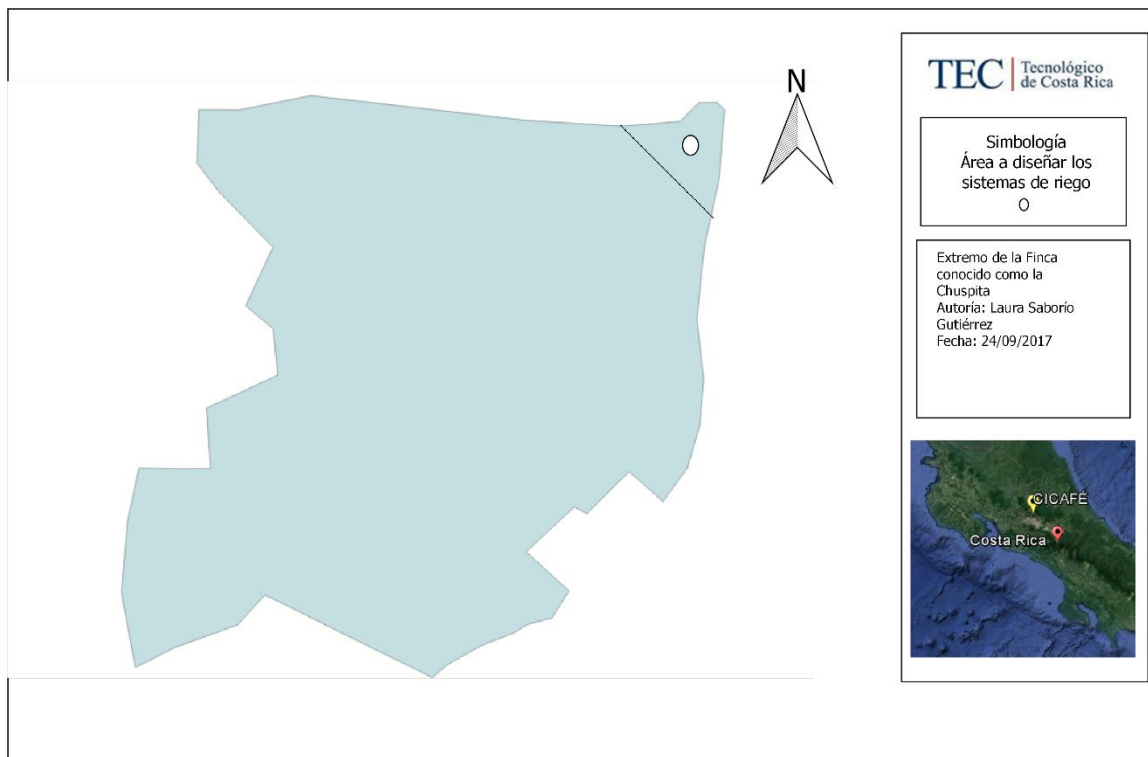 N
TEC
Tecnológico
de Costa Rica
Simbología
Área a diseñar los
sistemas de riego
Extremo de la Finca
conocido como la
Chuspita
Autoría: Laura Saborío
Gutiérrez
Fecha: 24/09/2017
CICAFÉ
Costa Rica